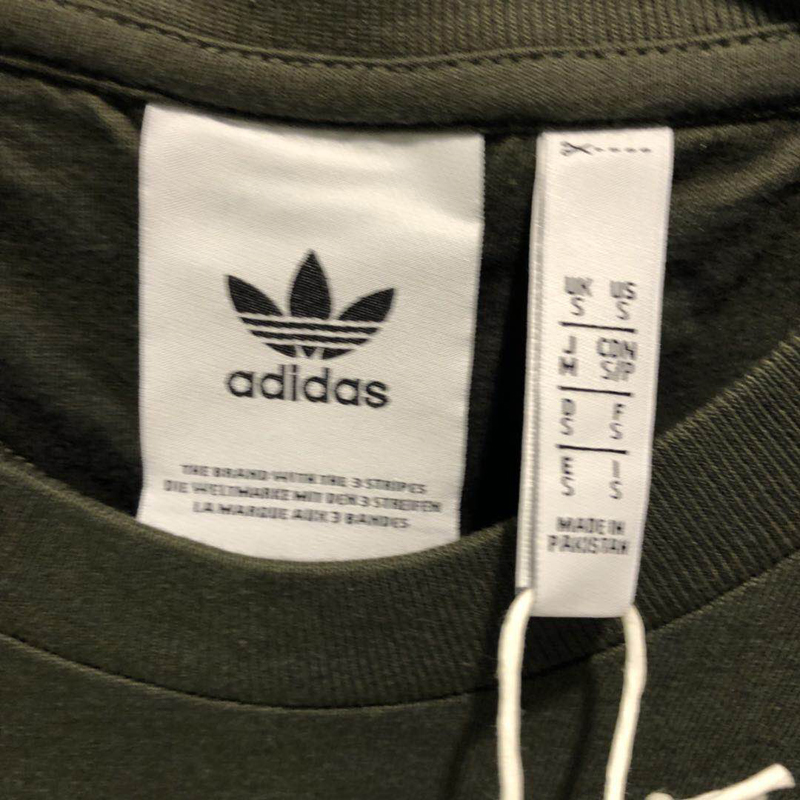 adidas
THE BRAND WITH THE 3 STRIPES
DIE WELTMARKE MIT DEN 3 STREIFEN
LA MARQUE AUX 3 BANDES
UK US
S S
J CDN
M S/P
D F
S S
E I
S S
MADE IN
PAKISTAN